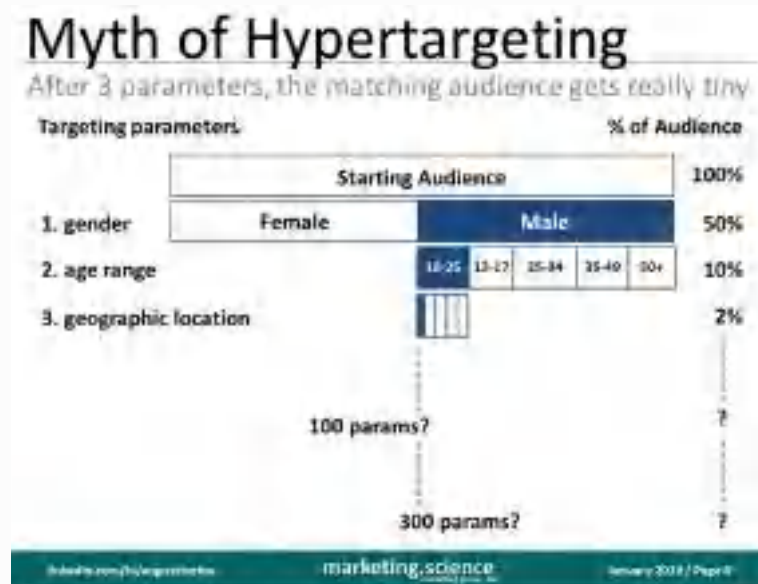 Myth of Hypertargeting
After 3 parameters, the matching audience gets really tiny
Targeting parameters % of Audience
Starting Audience 100%
1. gender Female Male 50%
2. age range 18-25 25-34 35-49 50+ 10%
3. geographic location 2%
100 params? ?
300 params? ?
marketing.science